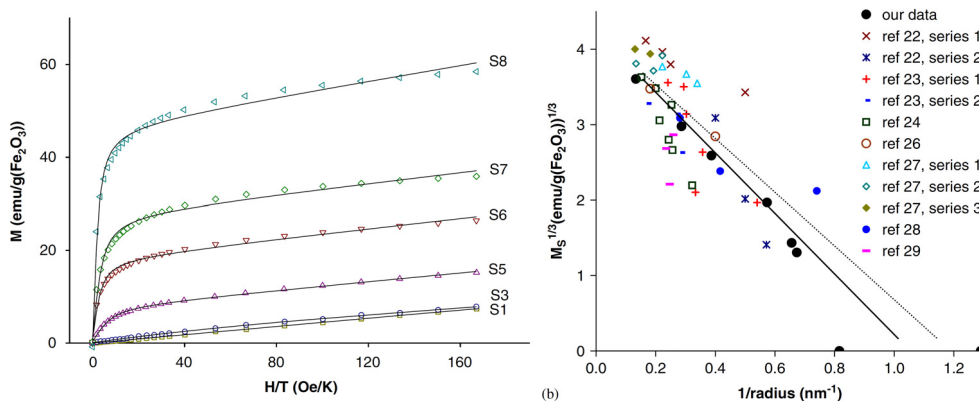 M (emu/g(Fe₂O₃))
60
40
20
0
0
40
80
120
160
H/T (Oe/K)
S8
S7
S6
S5
S3
S1
(b)
M_S^1/3(emu/g(Fe₂O₃))^1/3
4
3
2
1
0
0.0
0.2
0.4
0.6
0.8
1.0
1.2
1/radius (nm⁻¹)
our data
ref 22, series 1
ref 22, series 2
ref 23, series 1
ref 23, series 2
ref 24
ref 26
ref 27, series 1
ref 27, series 2
ref 27, series 3
ref 28
ref 29